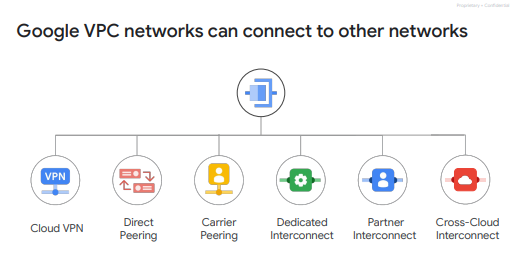 Proprietary + Confidential
Google VPC networks can connect to other networks
VPN
Cloud VPN
Direct
Peering
Carrier
Peering
Dedicated
Interconnect
Partner
Interconnect
Cross-Cloud
Interconnect